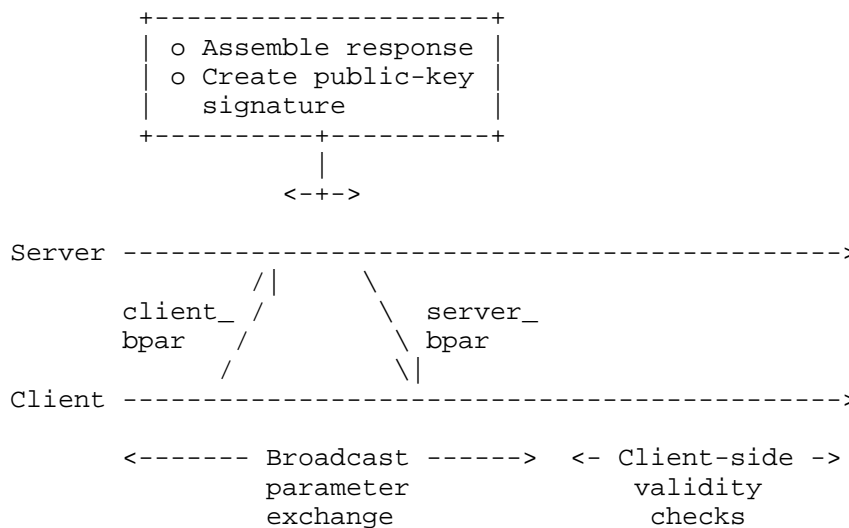 +---------------------+
| o Assemble response |
| o Create public-key |
|   signature         |
+----------+----------+
|
<-+->
Server ---------------------------------------------->
/|      \
client_ /        \  server_
bpar   /          \ bpar
/            \|
Client ---------------------------------------------->
<------- Broadcast ------>  <- Client-side ->
parameter              validity
exchange               checks